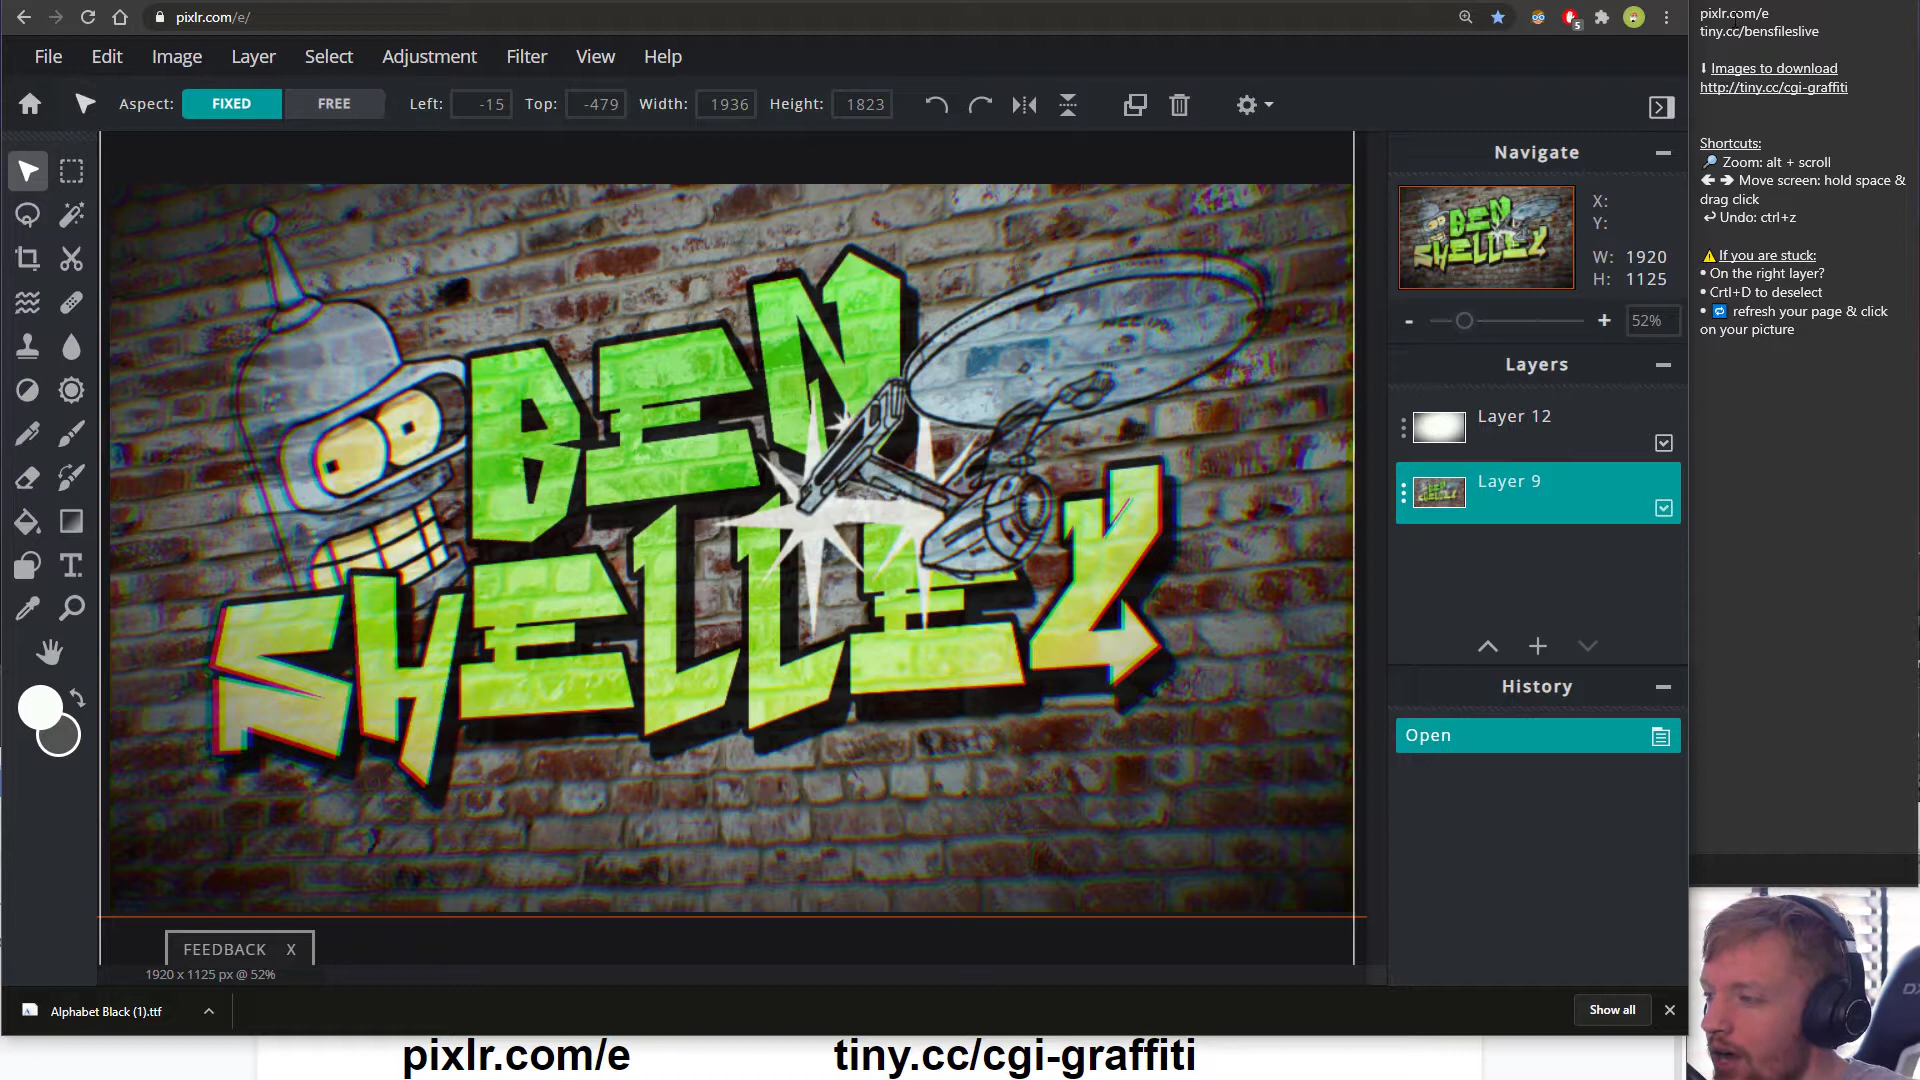 pixlr.com/e/
5
File Edit Image Layer Select Adjustment Filter View Help
Aspect: FIXED FREE Left: -15 Top: -479 Width: 1936 Height: 1823
Navigate
X:
Y:
W: 1920
H: 1125
- + 52%
Layers
Layer 12
Layer 9
History
Open
BEN
SHELLEY
T
FEEDBACK X
1920 x 1125 px @ 52%
Alphabet Black (1).ttf
Show all
pixlr.com/e tiny.cc/cgi-graffiti
pixlr.com/e
tiny.cc/bensfileslive
Images to download
http://tiny.cc/cgi-graffiti
Shortcuts:
Zoom: alt + scroll
Move screen: hold space &
drag click
Undo: ctrl+z
If you are stuck:
• On the right layer?
• Crtl+D to deselect
• refresh your page & click
on your picture